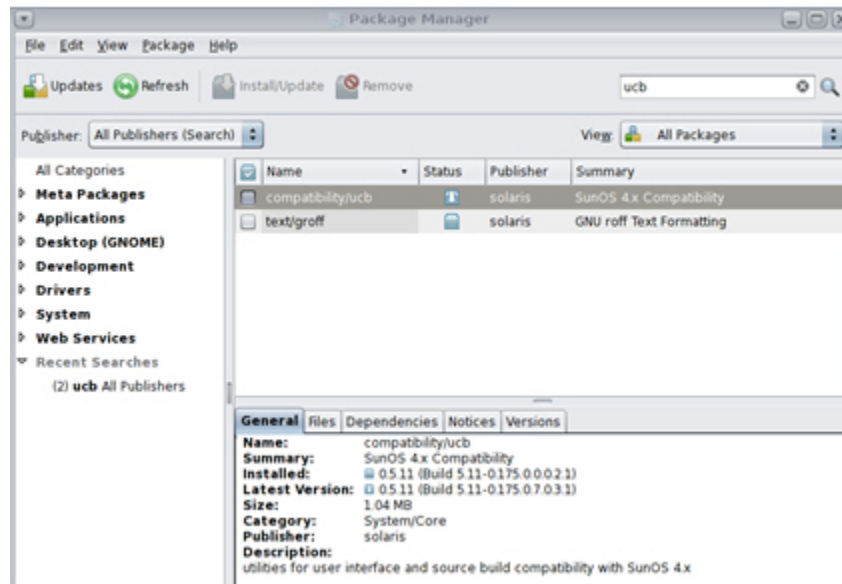 Package Manager
File Edit View Package Help
Updates Refresh Install/Update Remove ucb
Publisher: All Publishers (Search) View: All Packages
All Categories
Meta Packages
Applications
Desktop (GNOME)
Development
Drivers
System
Web Services
Recent Searches
(2) ucb All Publishers
Name Status Publisher Summary
compatibility/ucb solaris SunOS 4.x Compatibility
text/groff solaris GNU roff Text Formatting
General Files Dependencies Notices Versions
Name: compatibility/ucb
Summary: SunOS 4.x Compatibility
Installed: 0.5.11 (Build 5.11-0.175.0.0.0.2.1)
Latest Version: 0.5.11 (Build 5.11-0.175.0.7.0.3.1)
Size: 1.04 MB
Category: System/Core
Publisher: solaris
Description:
utilities for user interface and source build compatibility with SunOS 4.x